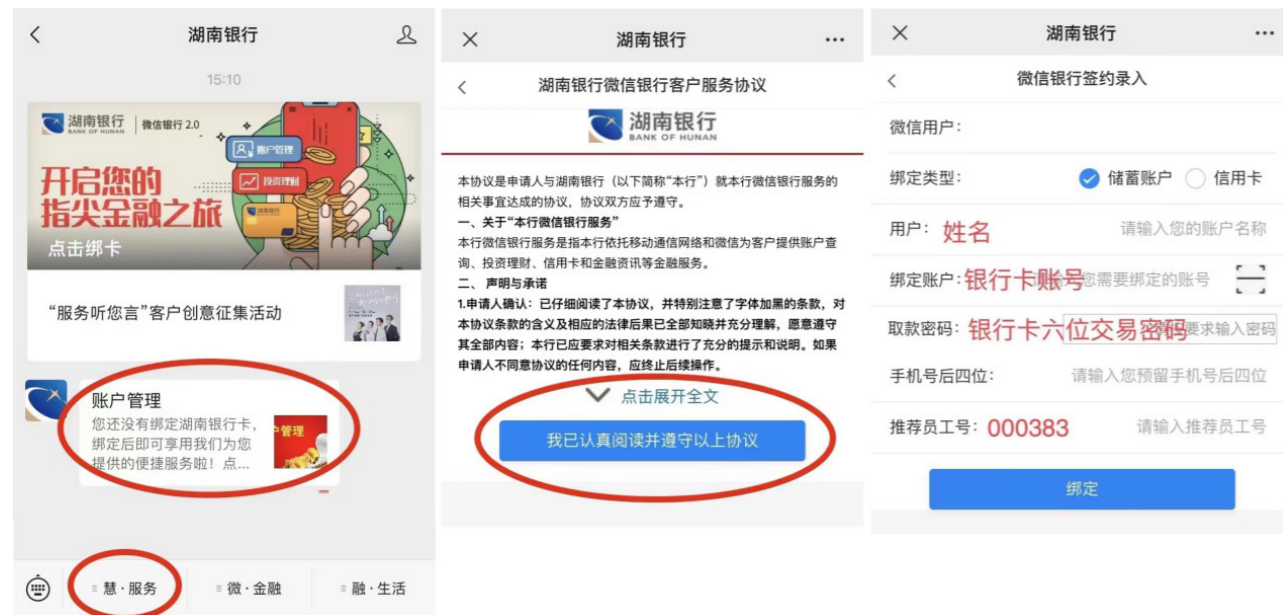 湖南银行
15:10
湖南银行
BANK OF HUNAN
微信银行 2.0
账户管理
投资理财
开启您的
指尖金融之旅
点击绑卡
“服务听您言”客户创意征集活动
账户管理
您还没有绑定湖南银行卡,
绑定后即可享用我们为您
提供的便捷服务啦!点...
户管理
慧·服务
微·金融
融·生活
湖南银行
湖南银行微信银行客户服务协议
湖南银行
BANK OF HUNAN
本协议是申请人与湖南银行(以下简称“本行”)就本行微信银行服务的
相关事宜达成的协议,协议双方应予遵守。
一、关于“本行微信银行服务”
本行微信银行服务是指本行依托移动通信网络和微信为客户提供账户查
询、投资理财、信用卡和金融资讯等金融服务。
二、 声明与承诺
1.申请人确认:已仔细阅读了本协议,并特别注意了字体加黑的条款,对
本协议条款的含义及相应的法律后果已全部知晓并充分理解,愿意遵守
其全部内容;本行已应要求对相关条款进行了充分的提示和说明。如果
申请人不同意协议的任何内容,应终止后续操作。
点击展开全文
我已认真阅读并遵守以上协议
湖南银行
微信银行签约录入
微信用户:
绑定类型: 储蓄账户 信用卡
用户: 姓名 请输入您的账户名称
绑定账户: 银行卡账号 您需要绑定的账号
取款密码: 银行卡六位交易密码 要求输入密码
手机号后四位: 请输入您预留手机号后四位
推荐员工号: 000383 请输入推荐员工号
绑定